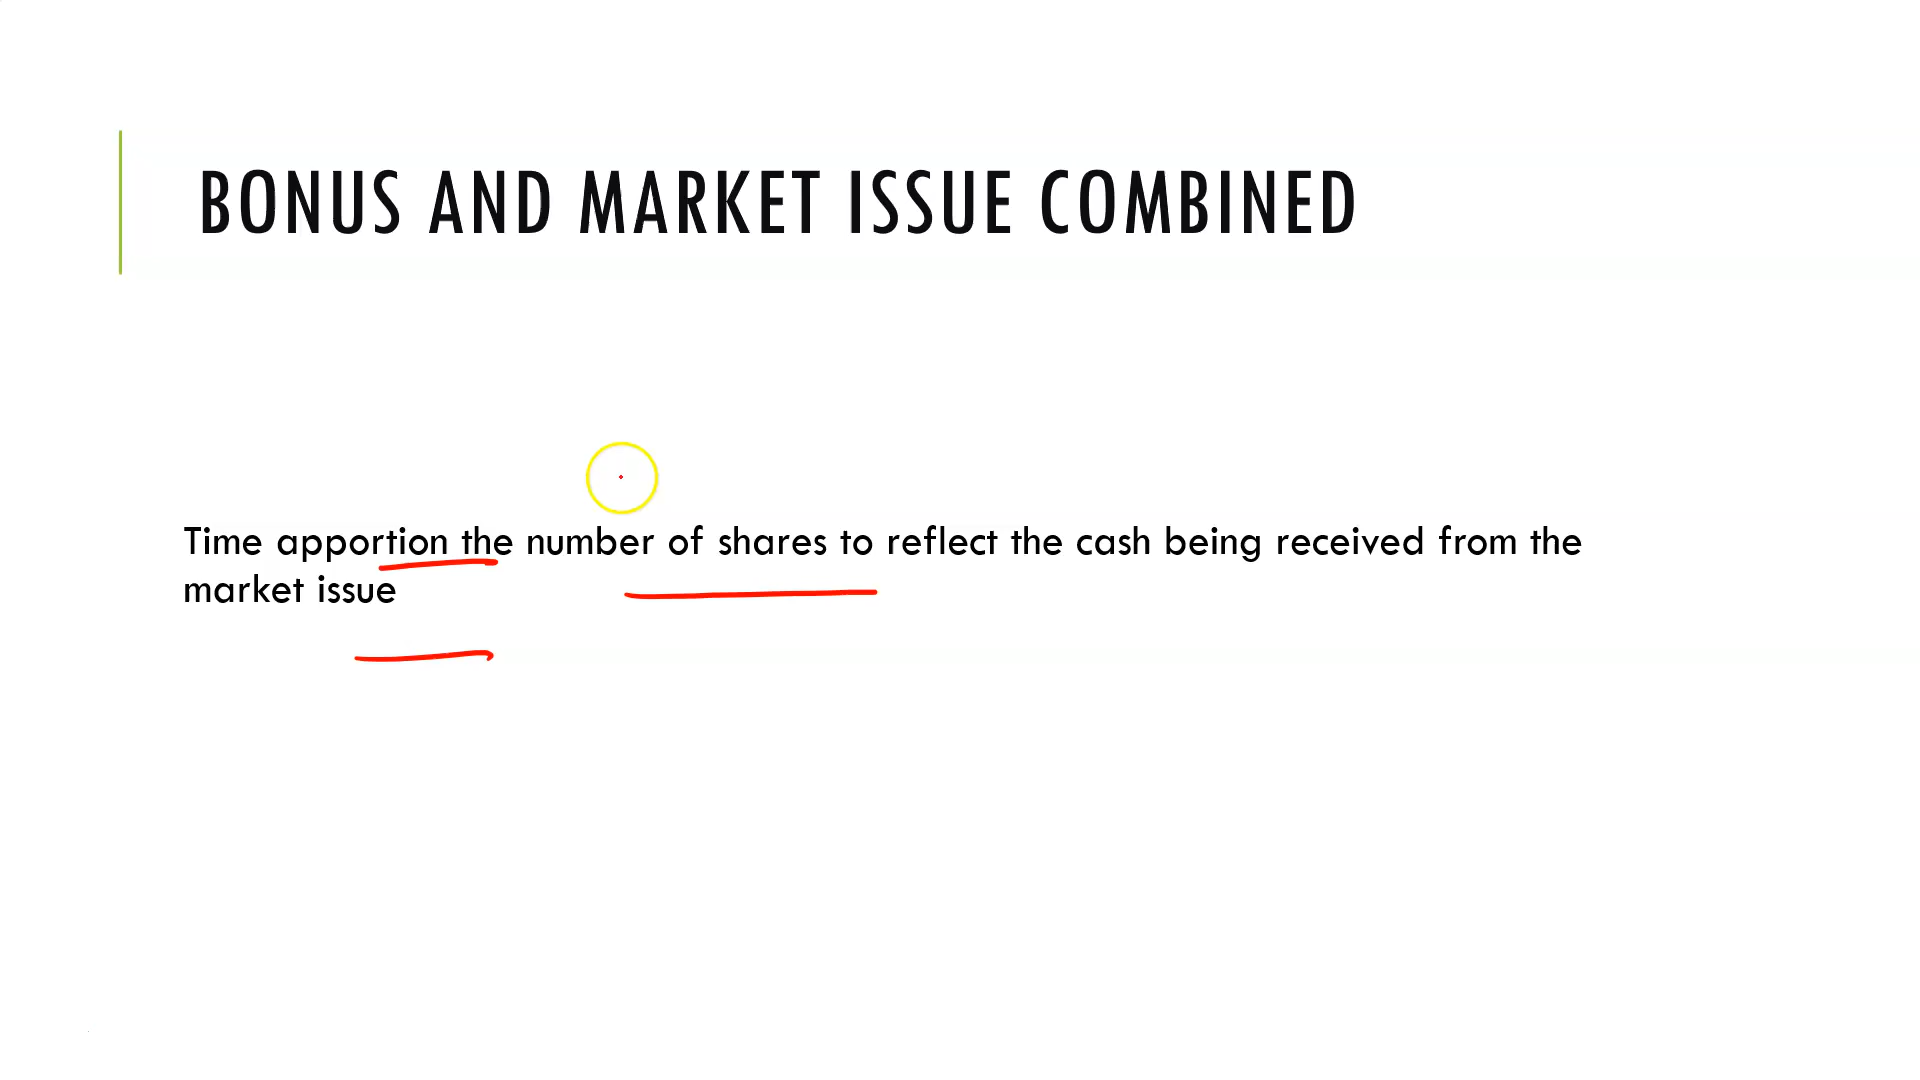 BONUS AND MARKET ISSUE COMBINED
Time apportion the number of shares to reflect the cash being received from the
market issue